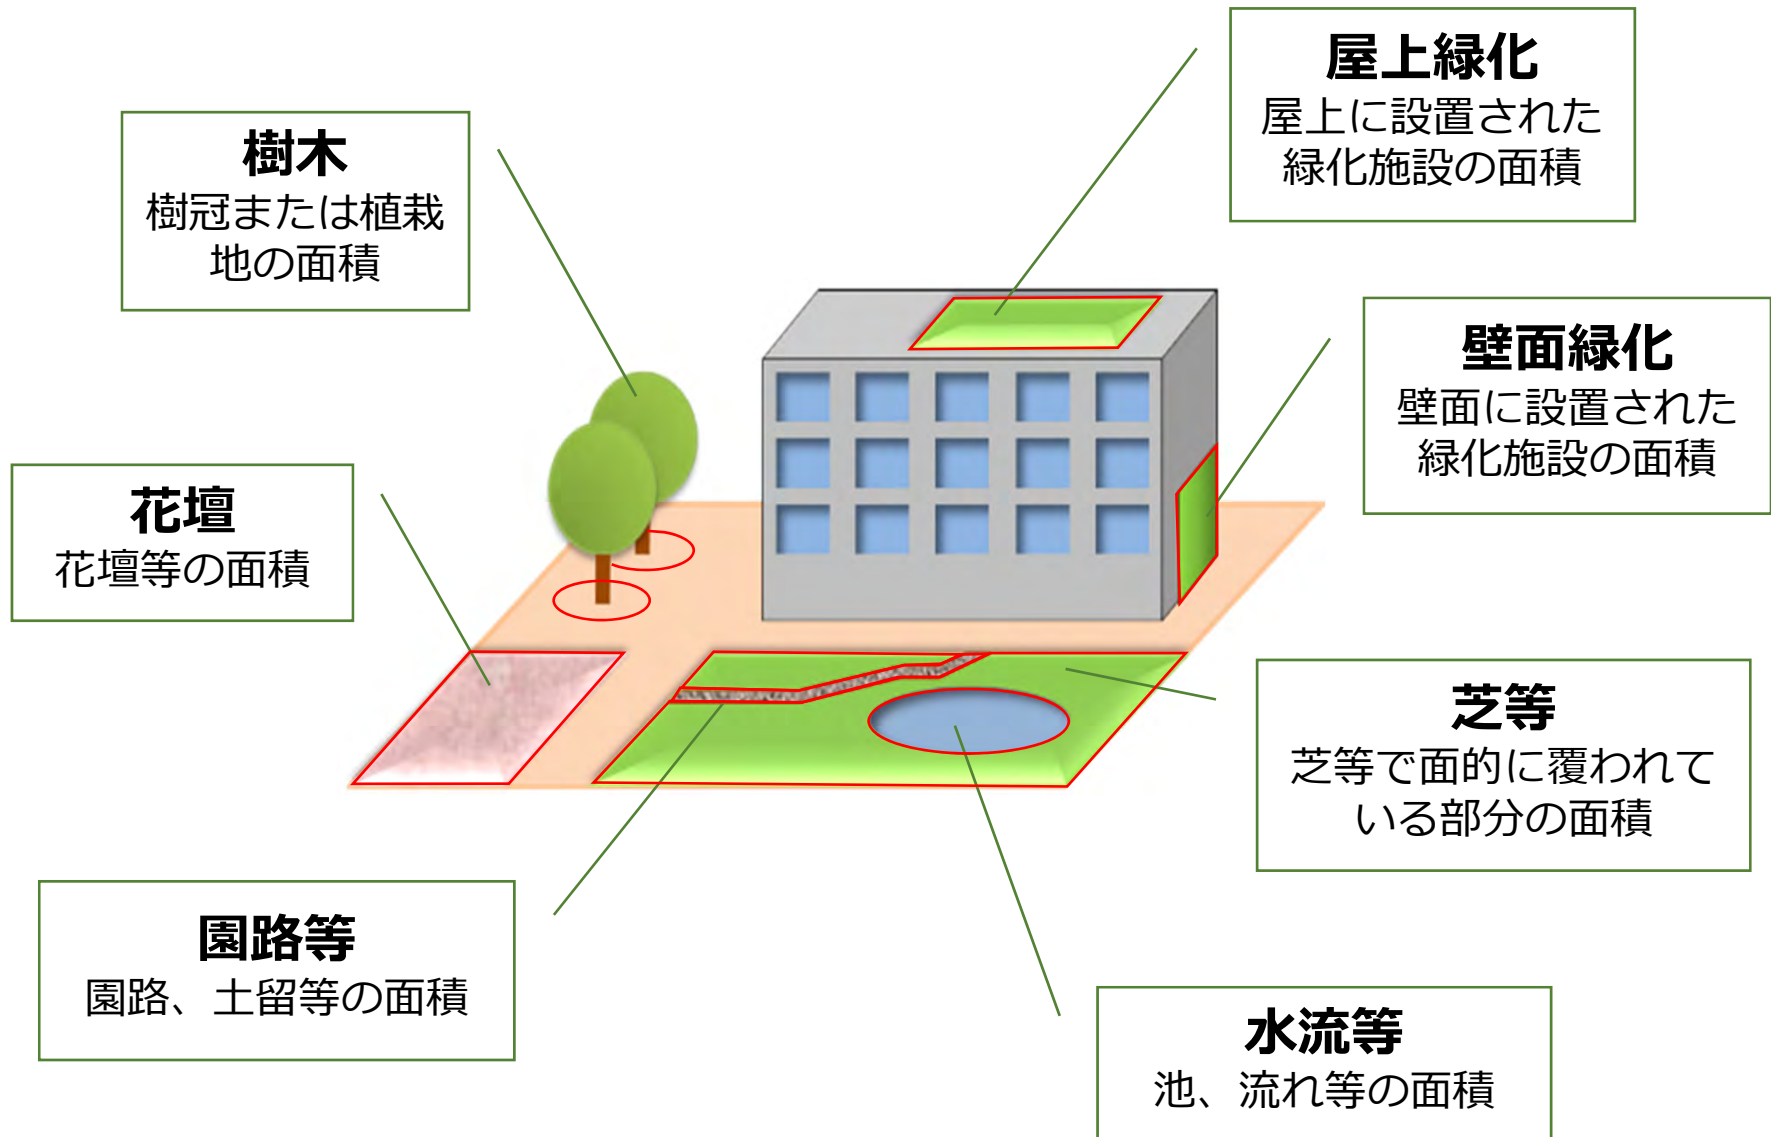 屋上緑化
屋上に設置された
緑化施設の面積
樹木
樹冠または植栽
地の面積
壁面緑化
壁面に設置された
緑化施設の面積
花壇
花壇等の面積
芝等
芝等で面的に覆われて
いる部分の面積
園路等
園路、土留等の面積
水流等
池、流れ等の面積